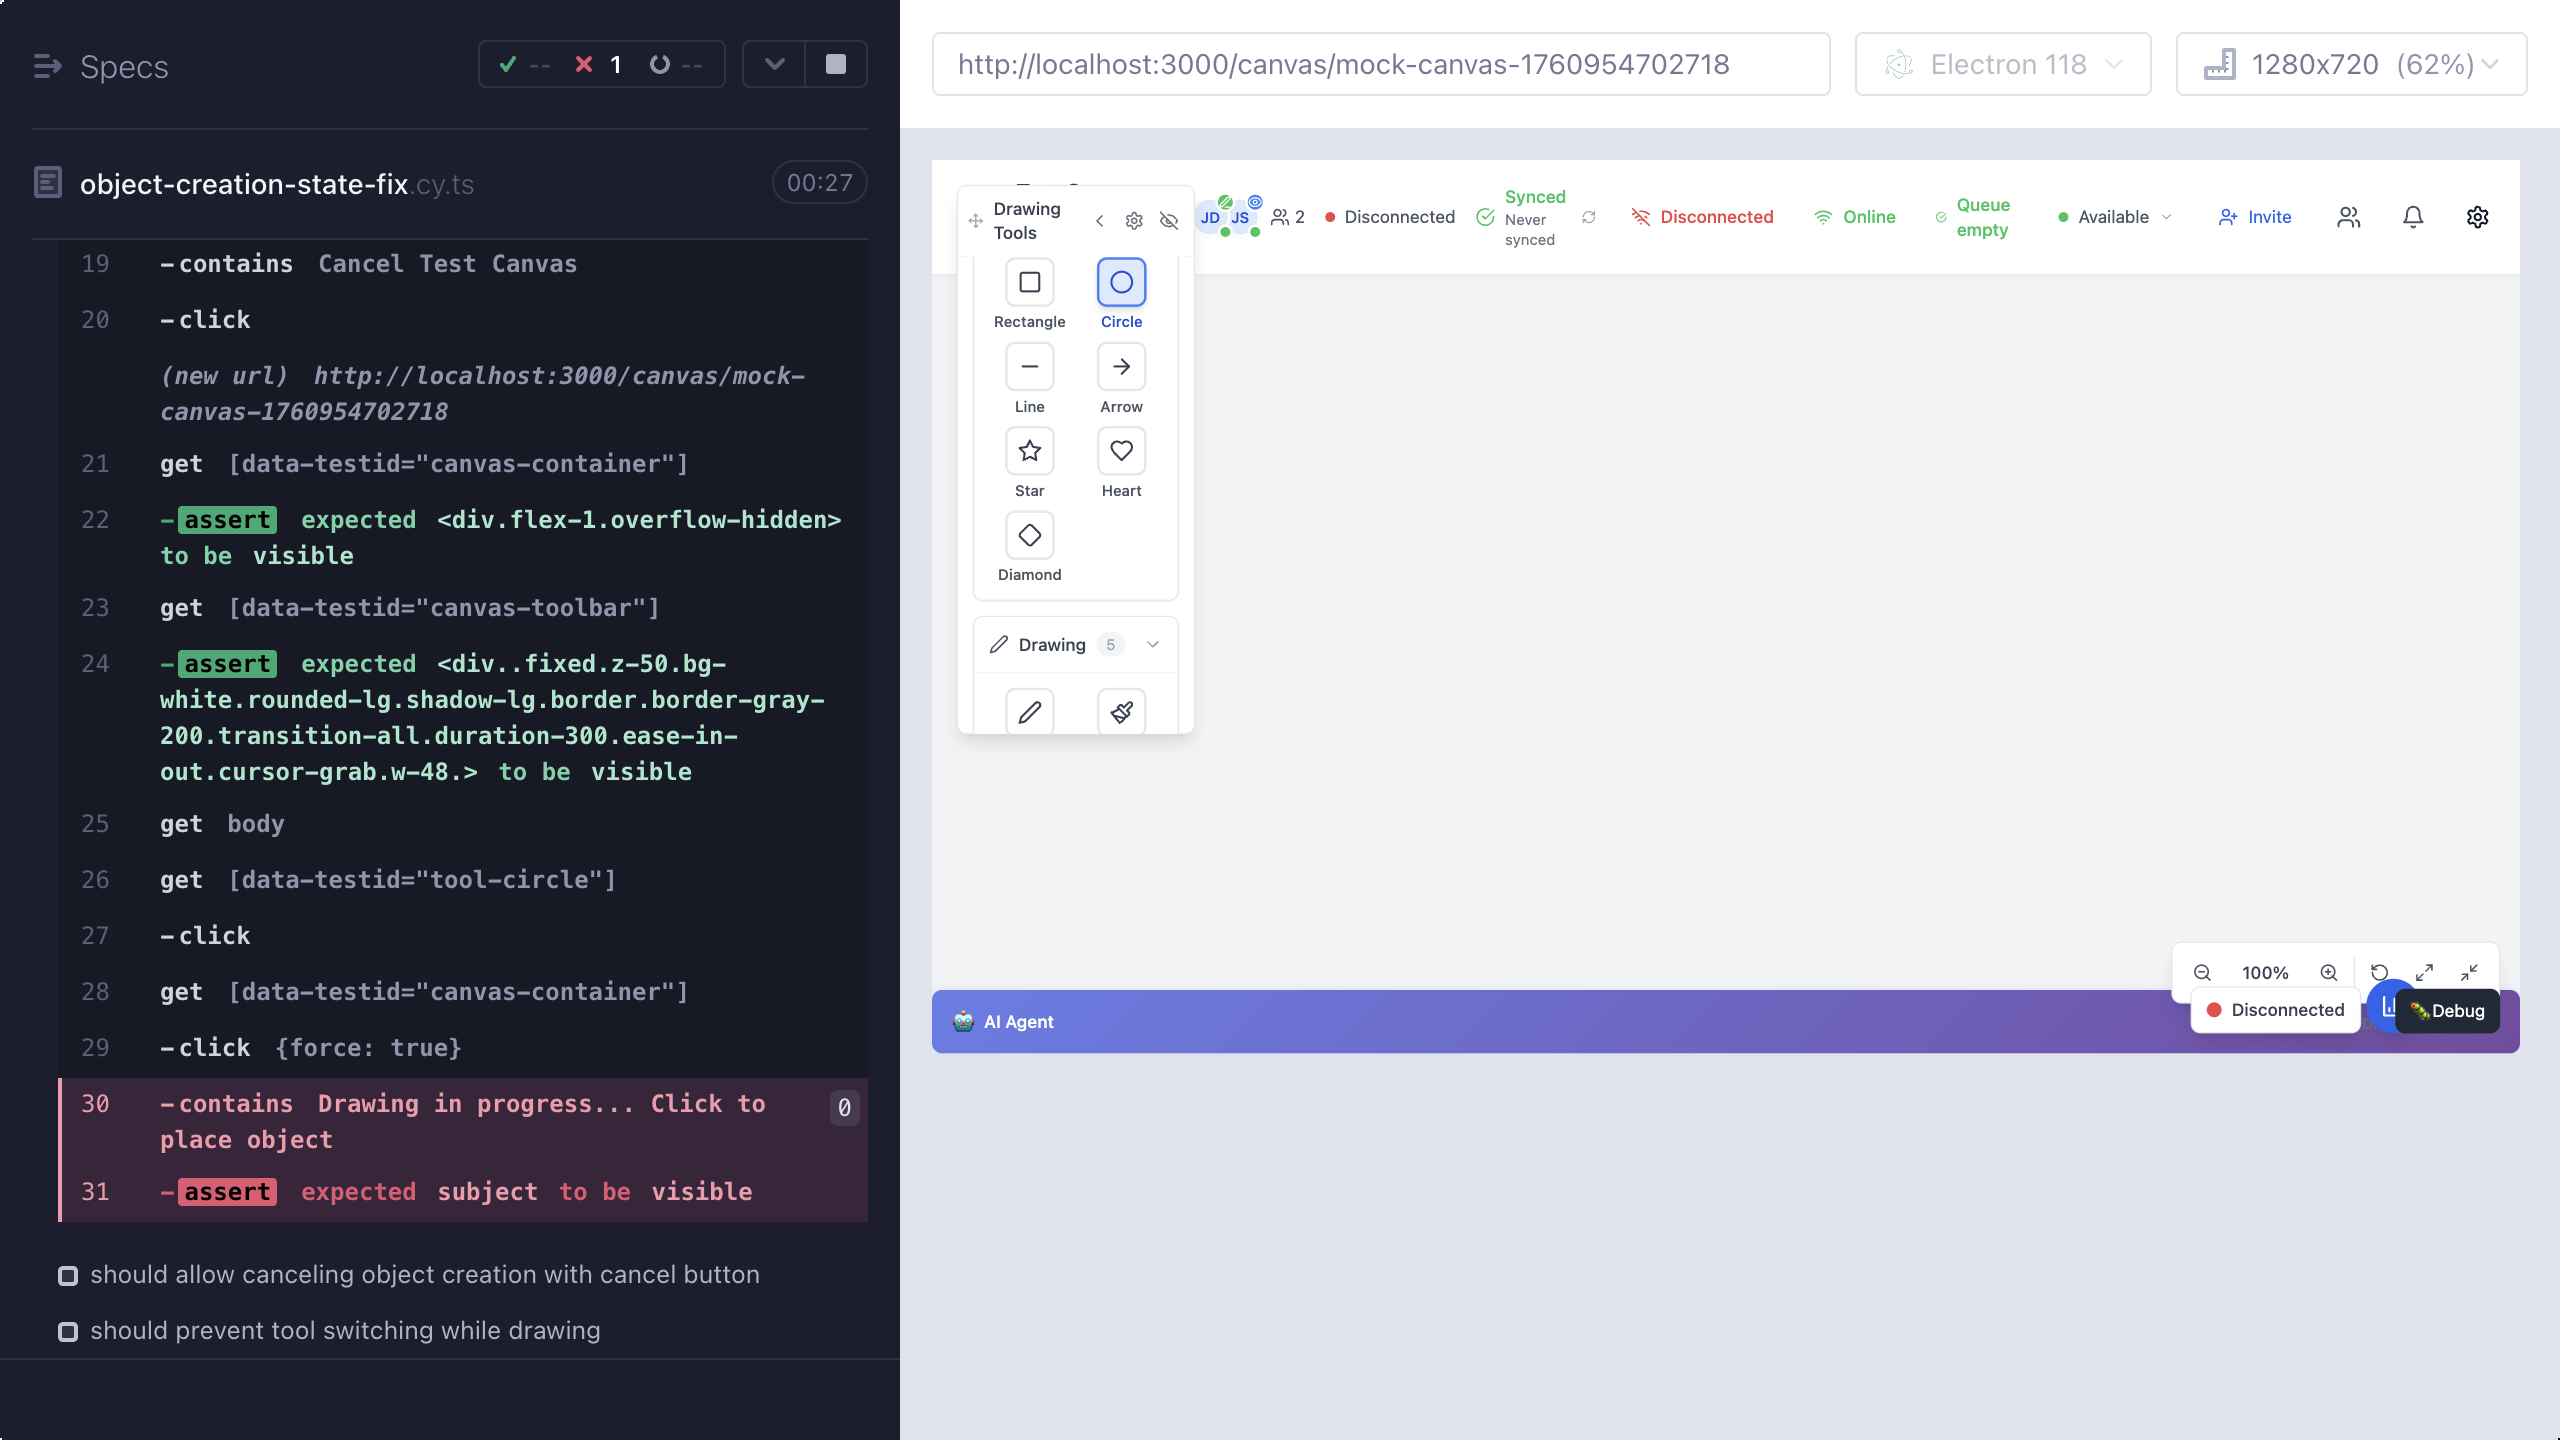 Specs
-- 1 --
object-creation-state-fix.cy.ts
00:27
19 -contains Cancel Test Canvas
20 -click
(new url) http://localhost:3000/canvas/mock-
canvas-1760954702718
21 get [data-testid="canvas-container"]
22 -assert expected <div.flex-1.overflow-hidden>
to be visible
23 get [data-testid="canvas-toolbar"]
24 -assert expected <div..fixed.z-50.bg-
white.rounded-lg.shadow-lg.border.border-gray-
200.transition-all.duration-300.ease-in-
out.cursor-grab.w-48.> to be visible
25 get body
26 get [data-testid="tool-circle"]
27 -click
28 get [data-testid="canvas-container"]
29 -click {force: true}
30 -contains Drawing in progress... Click to
place object
0
31 -assert expected subject to be visible
should allow canceling object creation with cancel button
should prevent tool switching while drawing
http://localhost:3000/canvas/mock-canvas-1760954702718
Electron 118
1280x720 (62%)
Drawing
Tools
JD
JS
2
Disconnected
Synced
Never
synced
Disconnected
Online
Queue
empty
Available
Invite
Rectangle
Circle
Line
Arrow
Star
Heart
Diamond
Drawing 5
100%
AI Agent
Disconnected
Debug